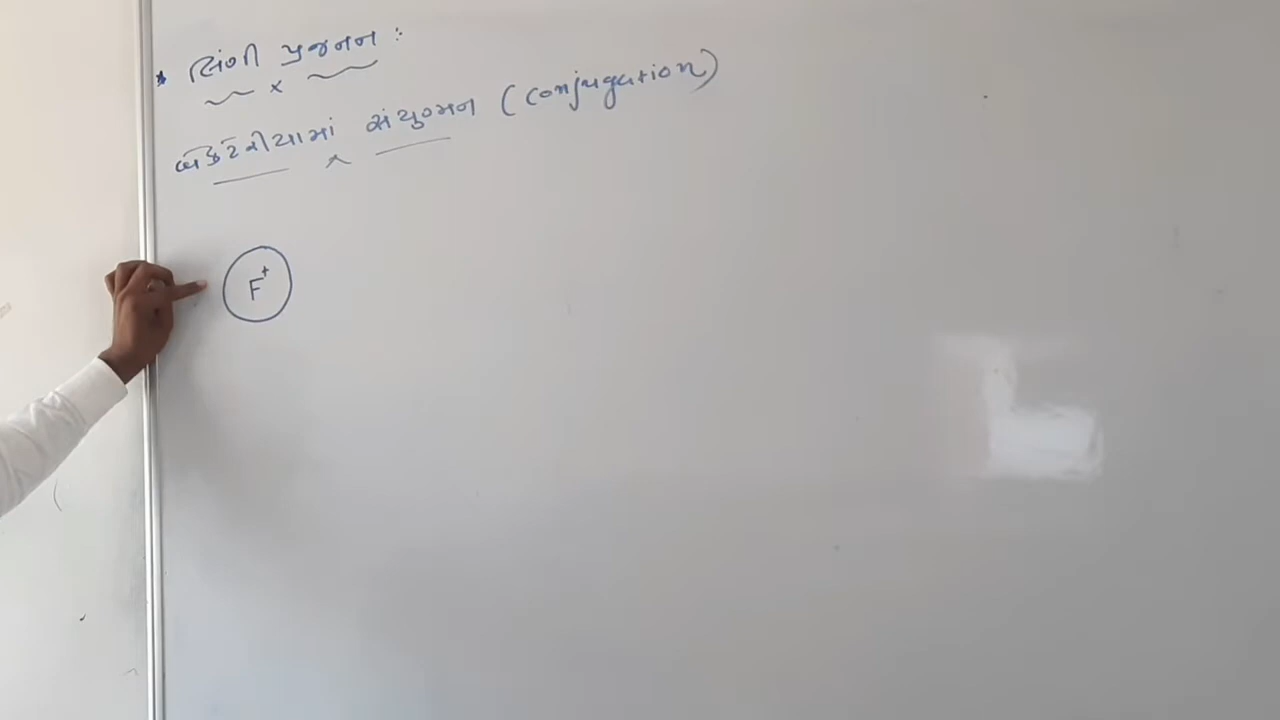 * લિંગી પ્રજનન :
બેક્ટેરીયામાં સંયુગ્મન (conjugation)
F⁺